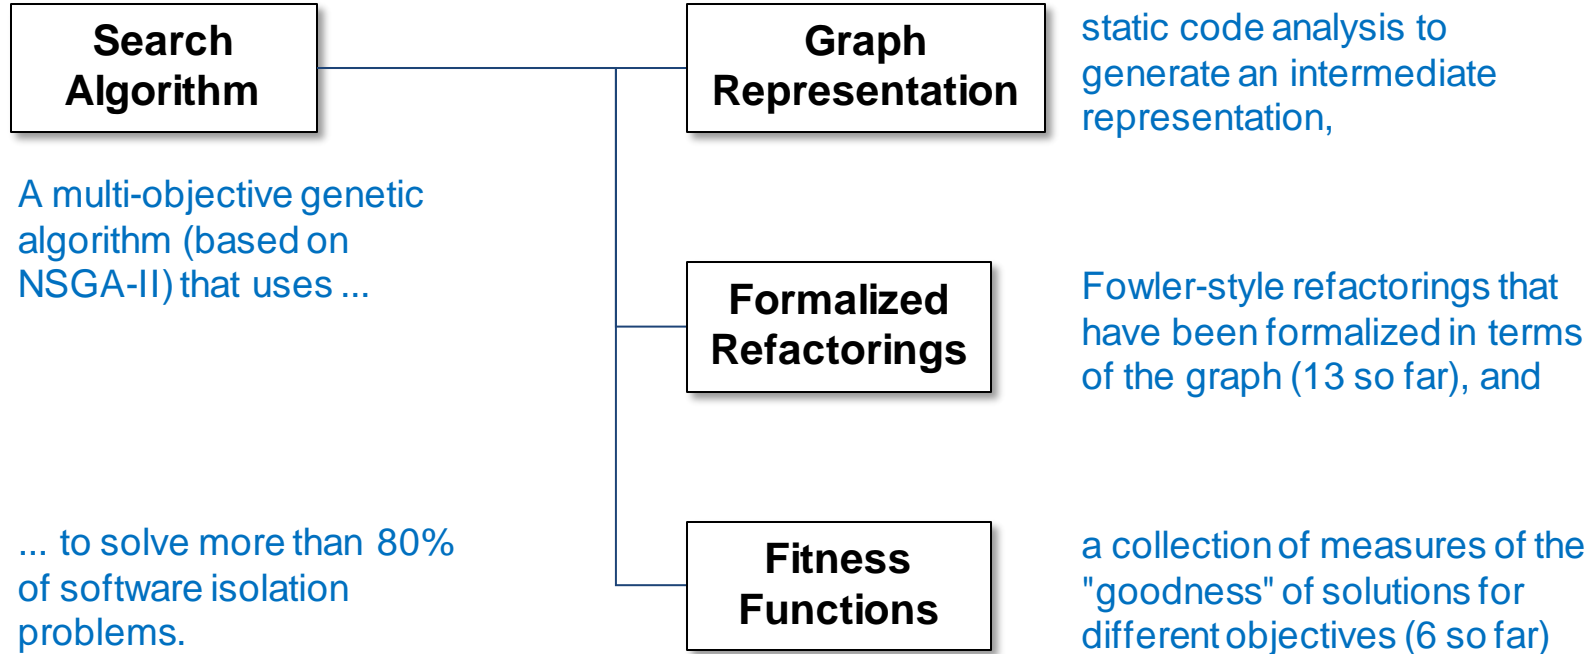 Search
Algorithm
A multi-objective genetic
algorithm (based on
NSGA-II) that uses ...
Graph
Representation
static code analysis to
generate an intermediate
representation,
Formalized
Refactorings
Fowler-style refactorings that
have been formalized in terms
of the graph (13 so far), and
Fitness
Functions
a collection of measures of the
"goodness" of solutions for
different objectives (6 so far)
... to solve more than 80%
of software isolation
problems.